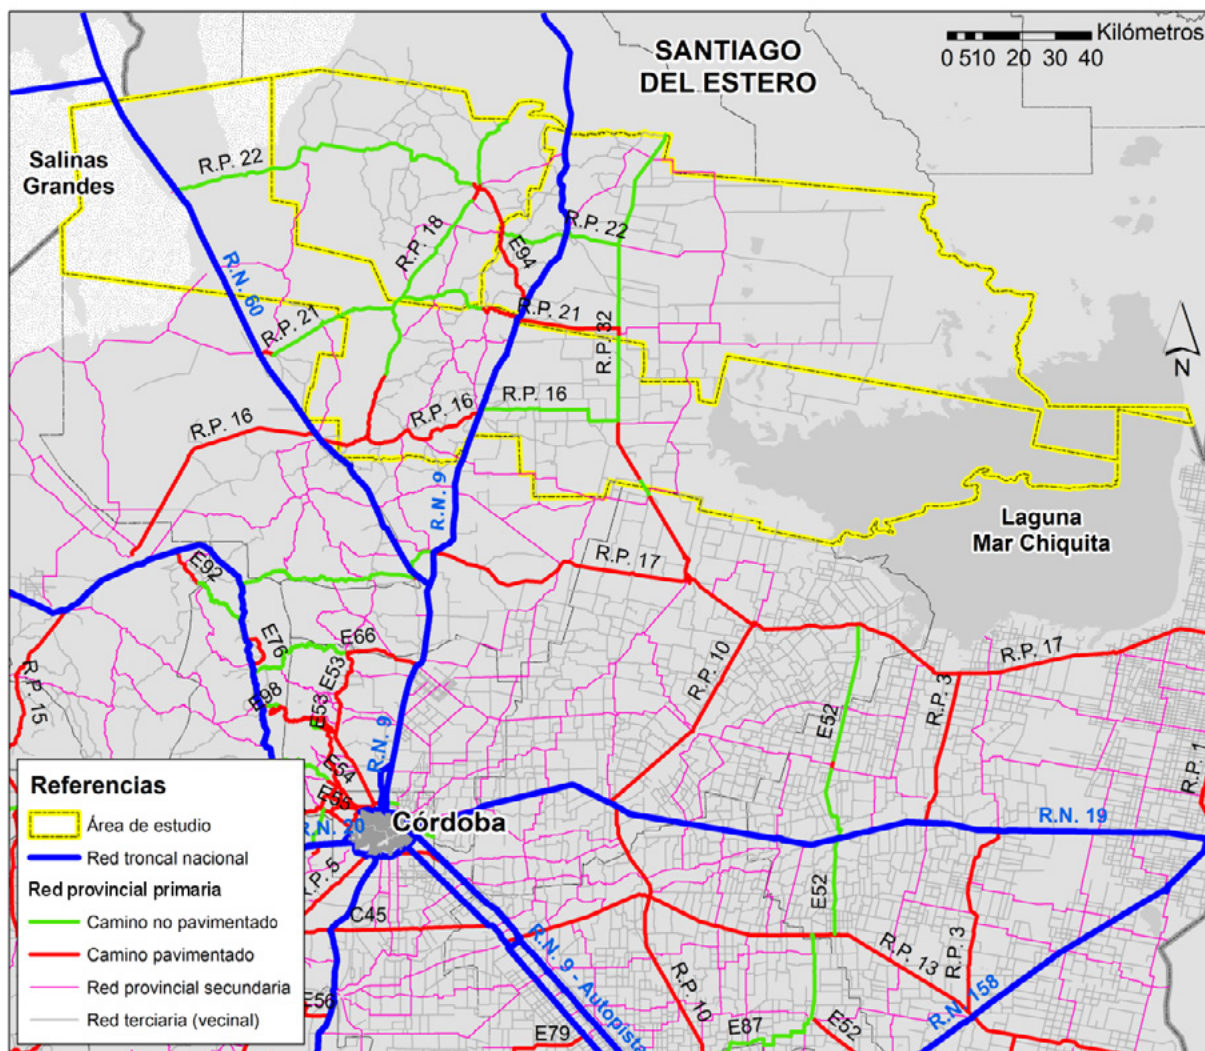 SANTIAGO
DEL ESTERO
Kilómetros
0 5 10 20 30 40
Salinas
Grandes
R.P. 22
R.P. 18
R.P. 22
E94
R.N. 60
R.P. 21
R.P. 21
R.P. 32
N
R.P. 16
R.P. 16
R.P. 16
R.N. 9
Laguna
Mar Chiquita
R.P. 17
E92
E76
E66
E53
R.P. 10
R.P. 17
R.P. 15
E98
E53
R.P. 3
E52
R.N. 9
R.P. 1
E54
E55
Córdoba
R.N. 19
R.N. 20
R.P. 5
E52
C45
R.N. 9 - Autopista
R.P. 13
R.P. 3
R.P. 10
R.N. 158
E56
E79
E87
E52
Referencias
Área de estudio
Red troncal nacional
Red provincial primaria
Camino no pavimentado
Camino pavimentado
Red provincial secundaria
Red terciaria (vecinal)